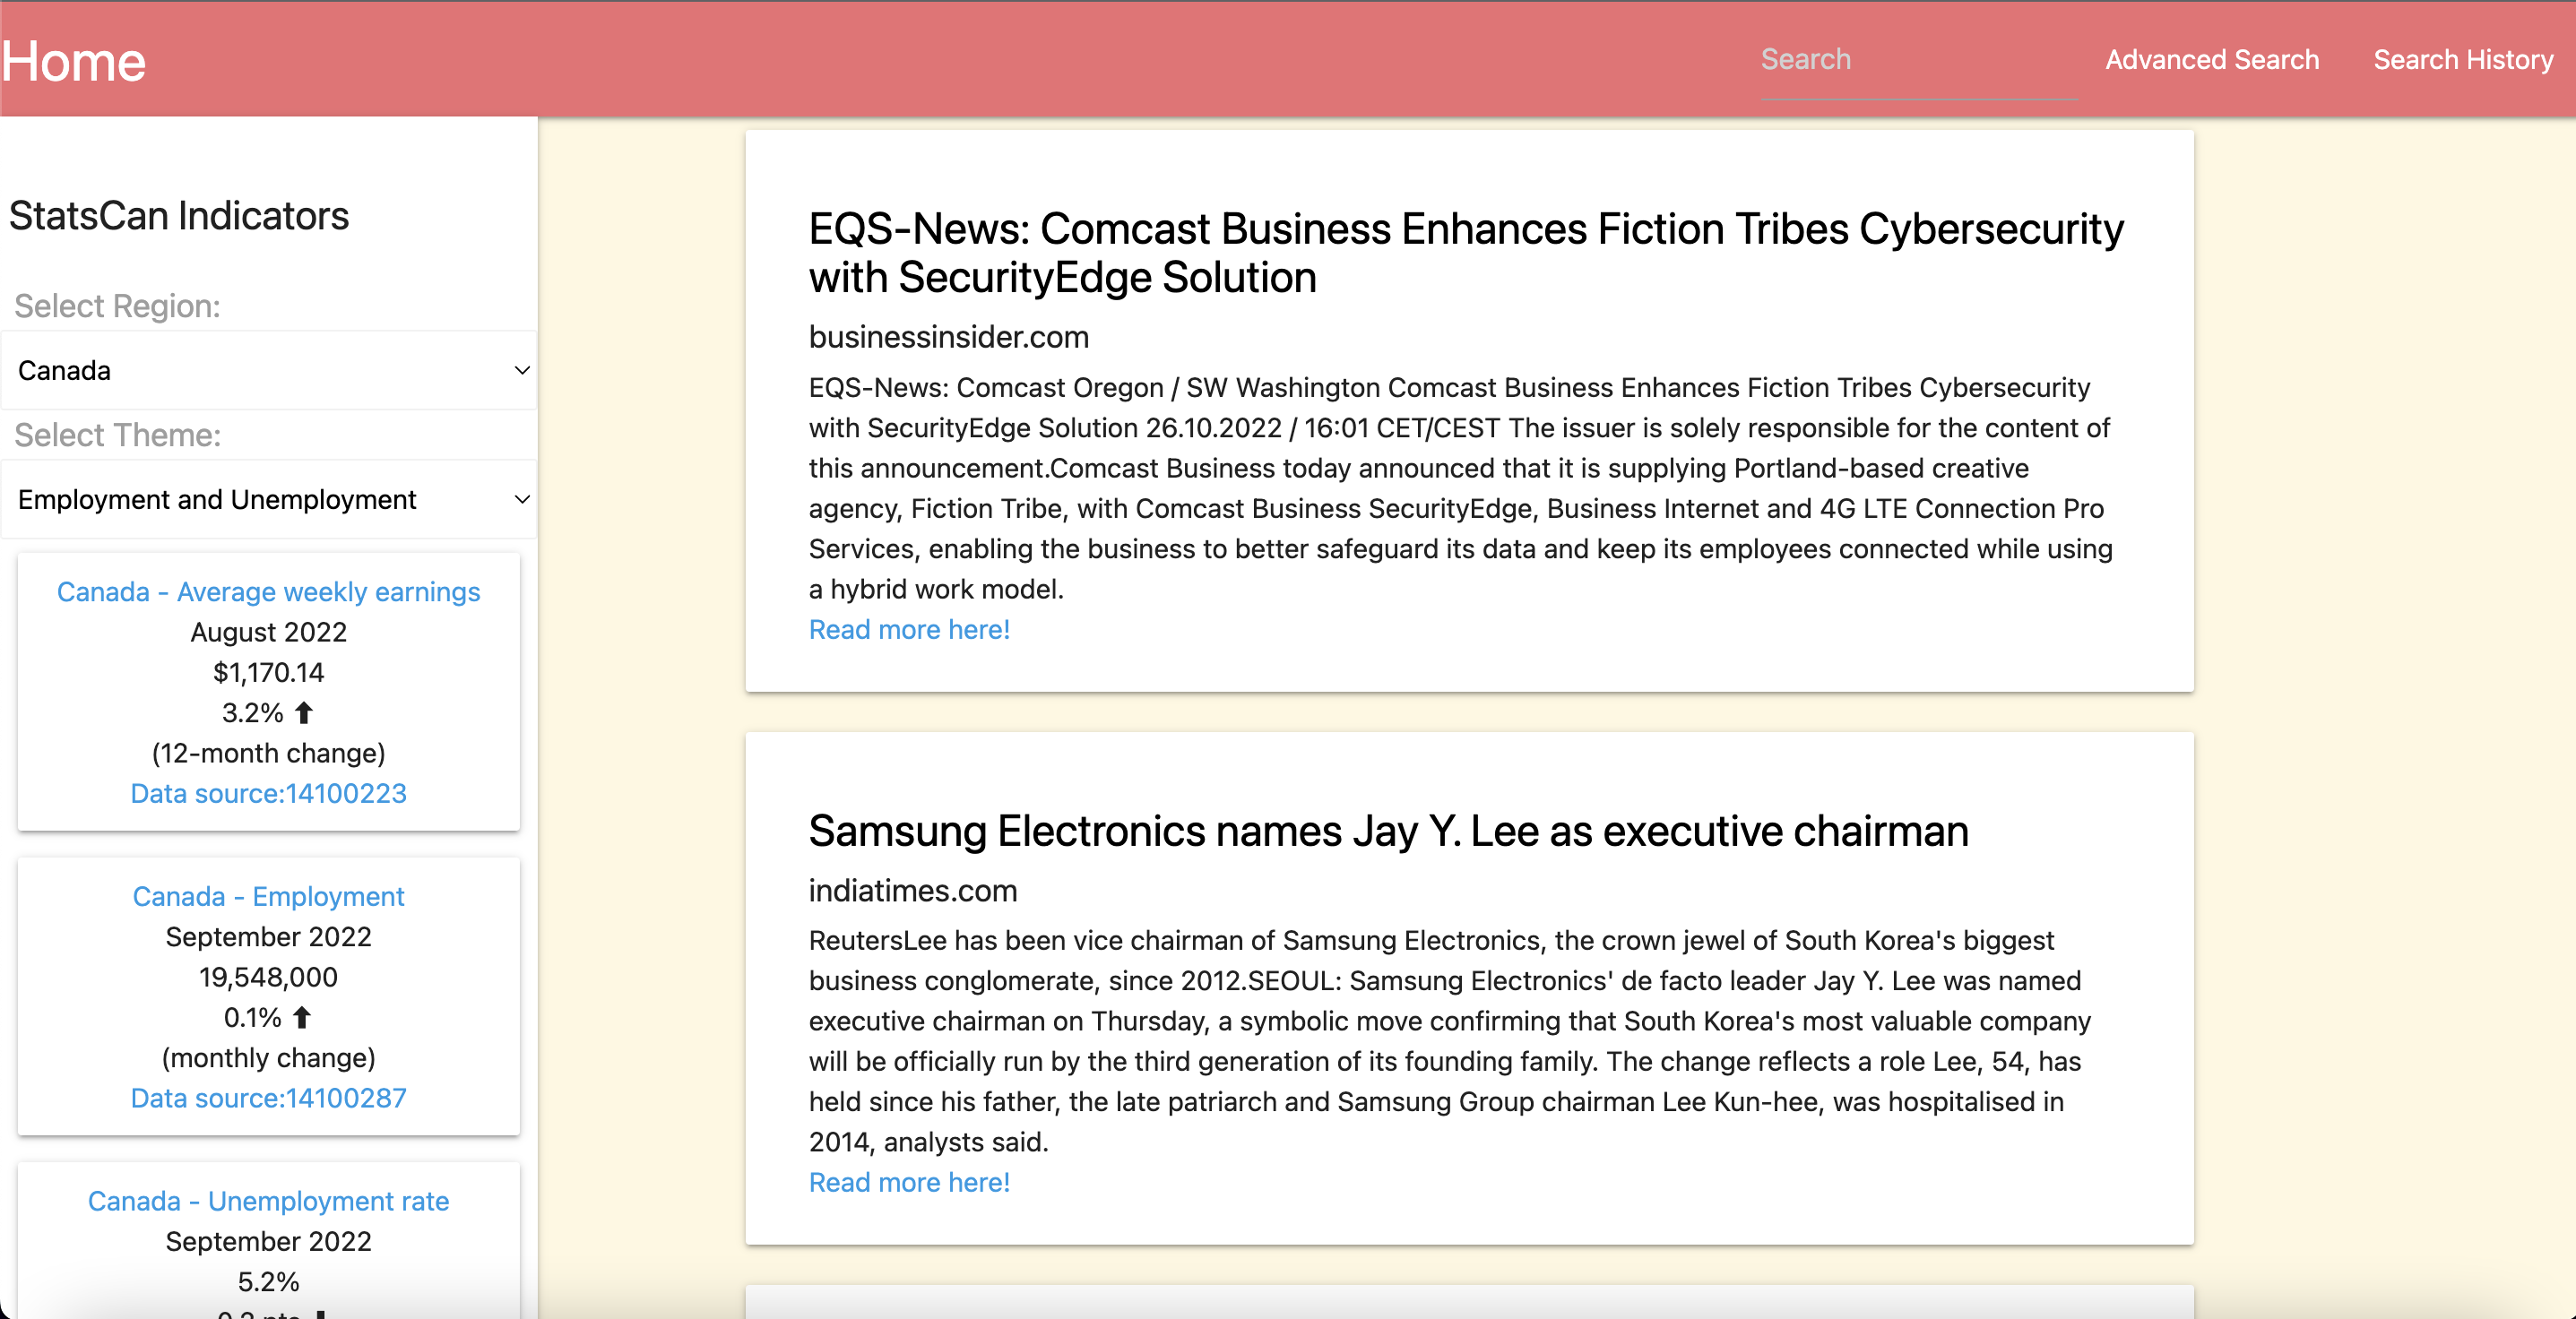 Home
Search
Advanced Search
Search History
StatsCan Indicators
Select Region:
Canada
Select Theme:
Employment and Unemployment
Canada - Average weekly earnings
August 2022
$1,170.14
3.2% ⬆
(12-month change)
Data source:14100223
Canada - Employment
September 2022
19,548,000
0.1% ⬆
(monthly change)
Data source:14100287
Canada - Unemployment rate
September 2022
5.2%
EQS-News: Comcast Business Enhances Fiction Tribes Cybersecurity
with SecurityEdge Solution
businessinsider.com
EQS-News: Comcast Oregon / SW Washington Comcast Business Enhances Fiction Tribes Cybersecurity
with SecurityEdge Solution 26.10.2022 / 16:01 CET/CEST The issuer is solely responsible for the content of
this announcement.Comcast Business today announced that it is supplying Portland-based creative
agency, Fiction Tribe, with Comcast Business SecurityEdge, Business Internet and 4G LTE Connection Pro
Services, enabling the business to better safeguard its data and keep its employees connected while using
a hybrid work model.
Read more here!
Samsung Electronics names Jay Y. Lee as executive chairman
indiatimes.com
ReutersLee has been vice chairman of Samsung Electronics, the crown jewel of South Korea's biggest
business conglomerate, since 2012.SEOUL: Samsung Electronics' de facto leader Jay Y. Lee was named
executive chairman on Thursday, a symbolic move confirming that South Korea's most valuable company
will be officially run by the third generation of its founding family. The change reflects a role Lee, 54, has
held since his father, the late patriarch and Samsung Group chairman Lee Kun-hee, was hospitalised in
2014, analysts said.
Read more here!